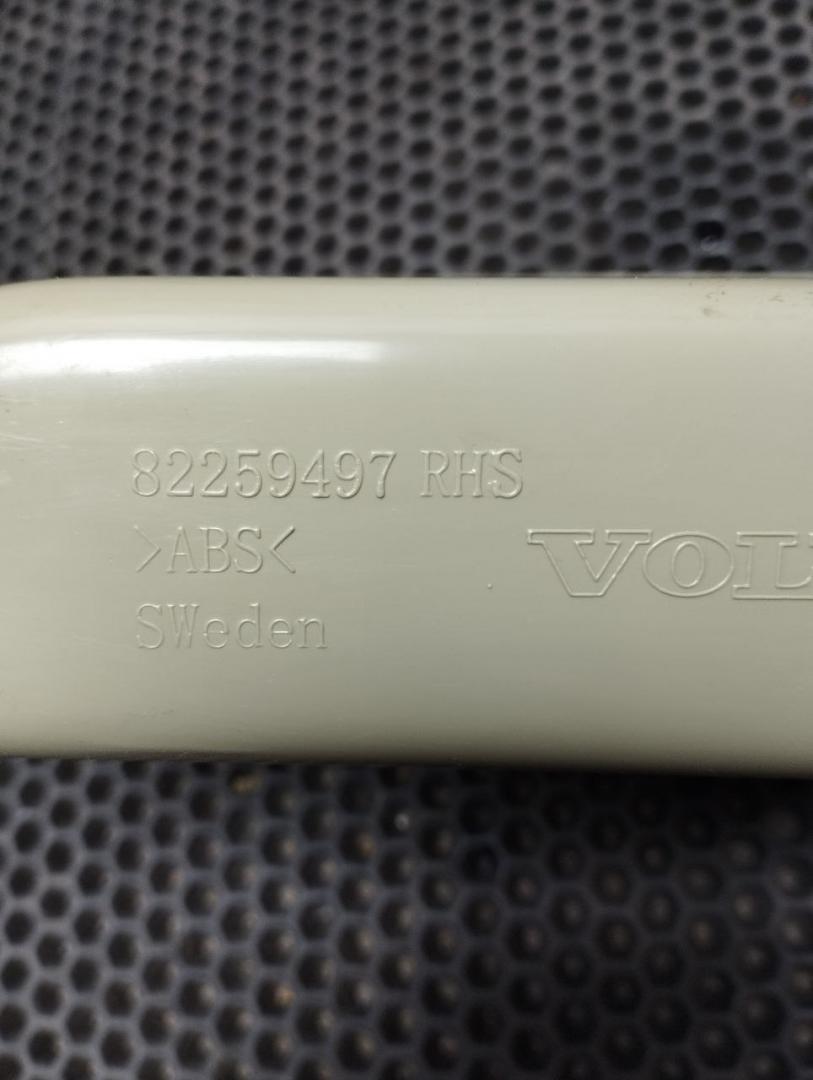 82259497 RHS
>ABS<
SWeden
VOL